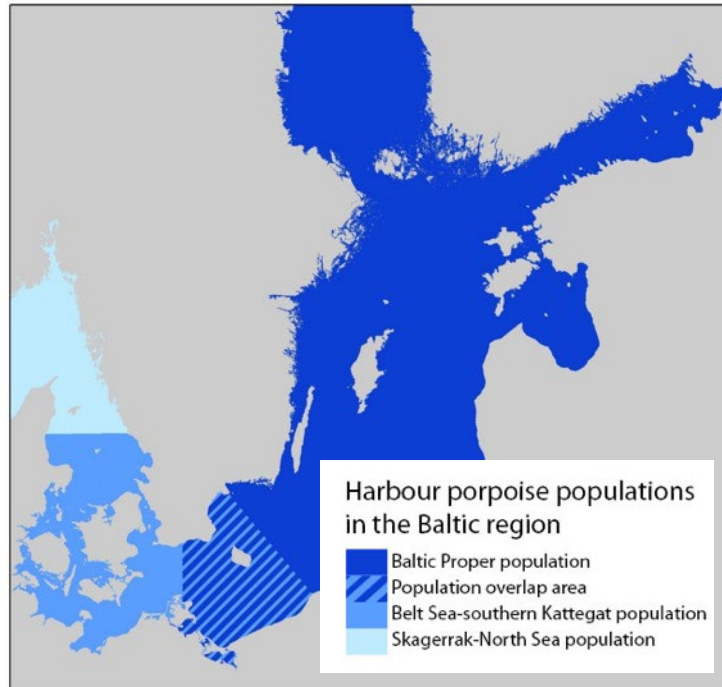 Harbour porpoise populations
in the Baltic region
Baltic Proper population
Population overlap area
Belt Sea-southern Kattegat population
Skagerrak-North Sea population